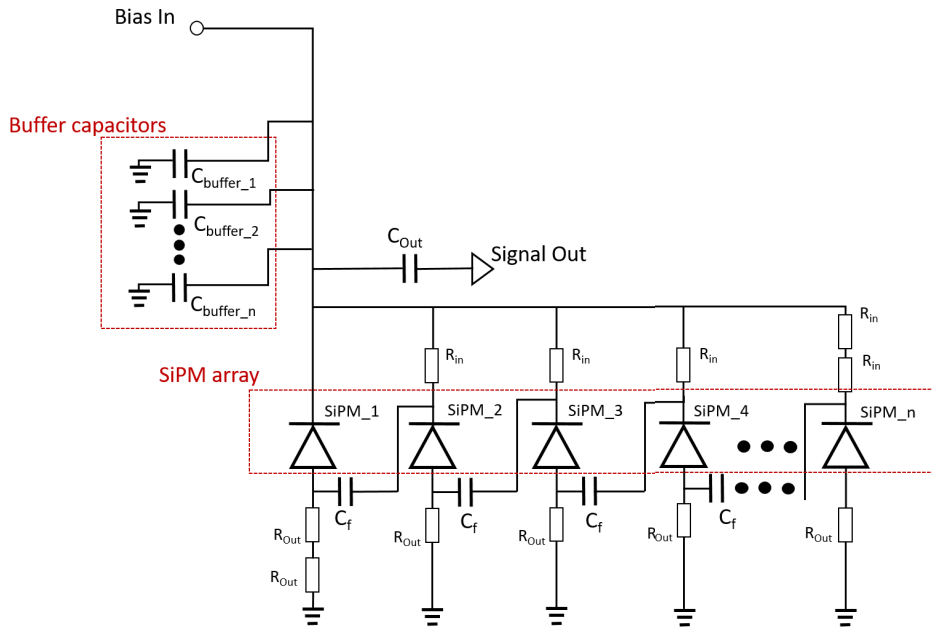 Bias In
Buffer capacitors
C_buffer_1
C_buffer_2
C_Out
Signal Out
C_buffer_n
R_in
R_in
R_in
R_in
R_in
SiPM array
SiPM_1
SiPM_2
SiPM_3
SiPM_4
SiPM_n
C_f
C_f
C_f
C_f
R_Out
R_Out
R_Out
R_Out
R_Out
R_Out